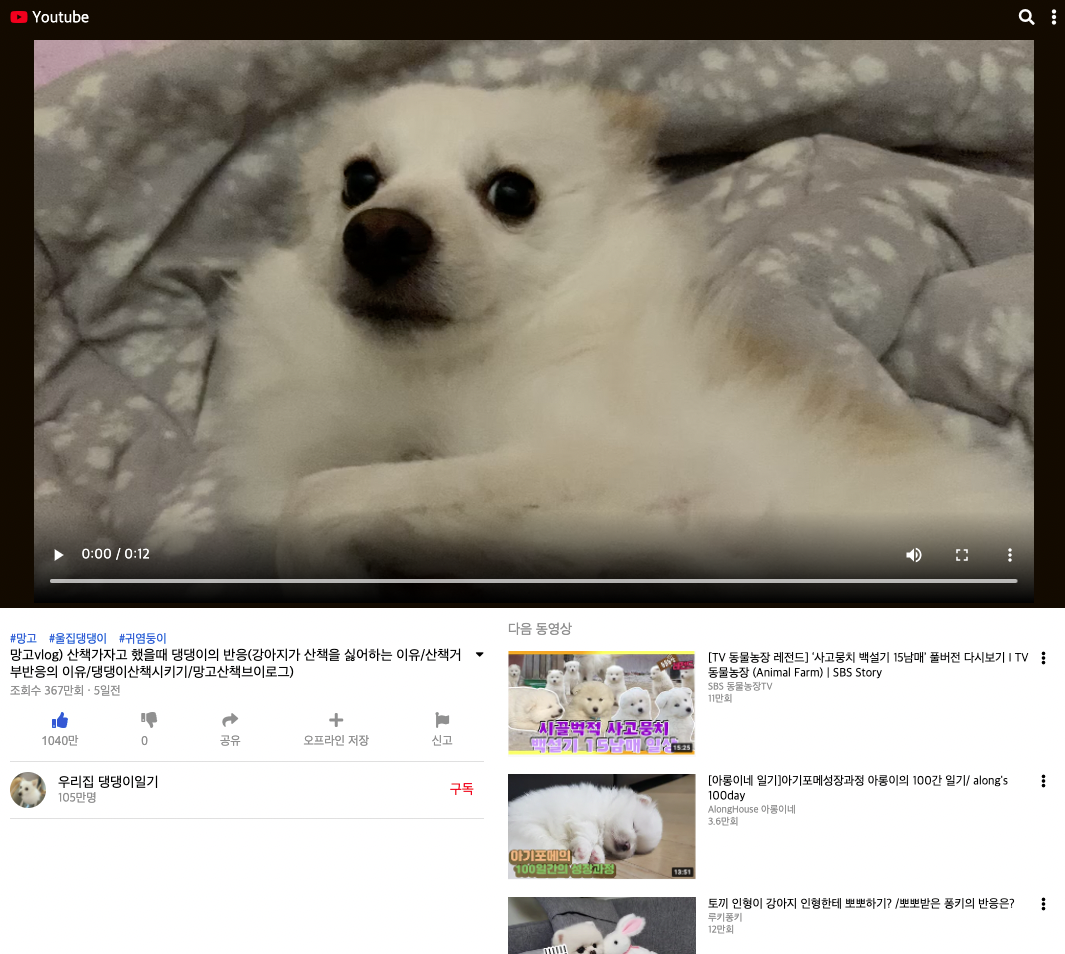 Youtube
0:00 / 0:12
#망고 #울집댕댕이 #귀염둥이
망고vlog) 산책가자고 했을때 댕댕이의 반응(강아지가 산책을 싫어하는 이유/산책거
부반응의 이유/댕댕이산책시키기/망고산책브이로그)
조회수 367만회 · 5일전
1040만
0
공유
오프라인 저장
신고
우리집 댕댕이일기
105만명
구독
다음 동영상
시끌벅적 사고뭉치
백설기 15남매 일상
15:25
[TV 동물농장 레전드] '사고뭉치 백설기 15남매' 풀버전 다시보기 I TV
동물농장 (Animal Farm) | SBS Story
SBS 동물농장TV
11만회
아기포메의
100일간의 성장과정
13:51
[아롱이네 일기]아기포메성장과정 아롱이의 100간 일기/ along's
100day
AlongHouse 아롱이네
3.6만회
토끼 인형이 강아지 인형한테 뽀뽀하기? /뽀뽀받은 퐁키의 반응은?
루키퐁키
12만회